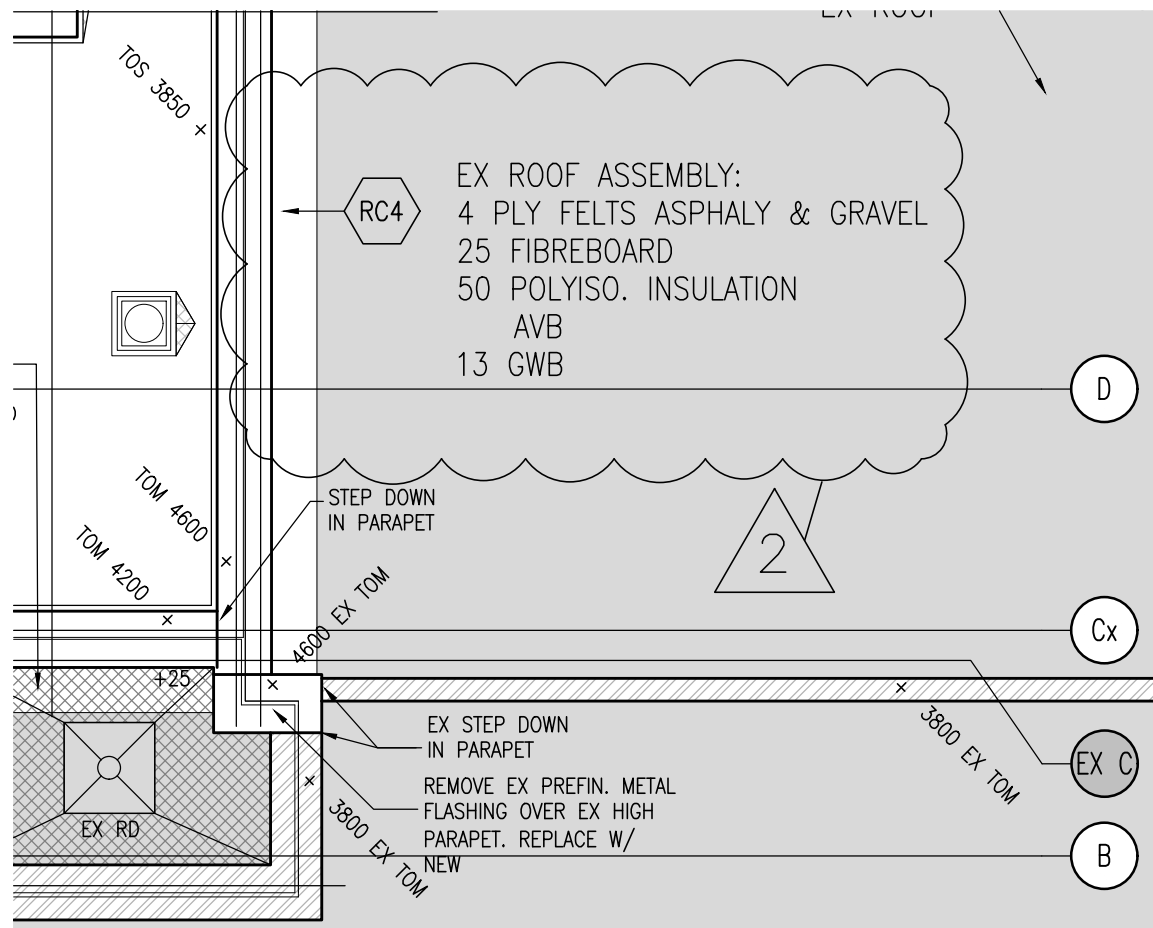 TOS 3850
RC4
EX ROOF ASSEMBLY:
4 PLY FELTS ASPHALY & GRAVEL
25 FIBREBOARD
50 POLYISO. INSULATION
AVB
13 GWB
D
TOM 4600
TOM 4200
STEP DOWN
IN PARAPET
2
4600 EX TOM
Cx
+25
EX STEP DOWN
IN PARAPET
3800 EX TOM
EX C
REMOVE EX PREFIN. METAL
FLASHING OVER EX HIGH
PARAPET. REPLACE W/
NEW
3800 EX TOM
EX RD
B